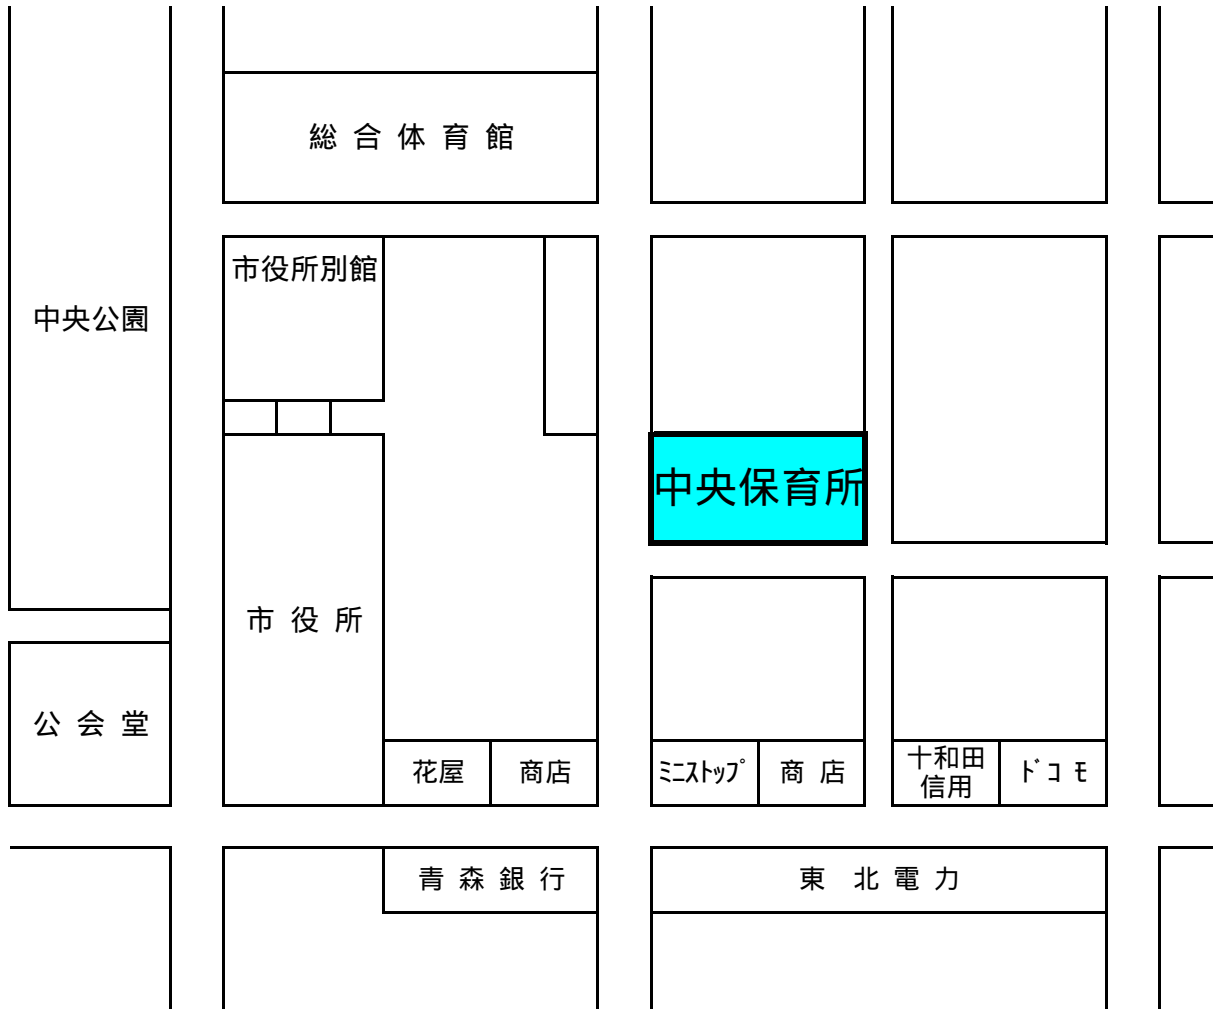 総合体育館
市役所別館
中央公園
中央保育所
市役所
公会堂
花屋
商店
ﾐﾆｽﾄｯﾌﾟ
商店
十和田
信用
ﾄﾞｺﾓ
青森銀行
東北電力